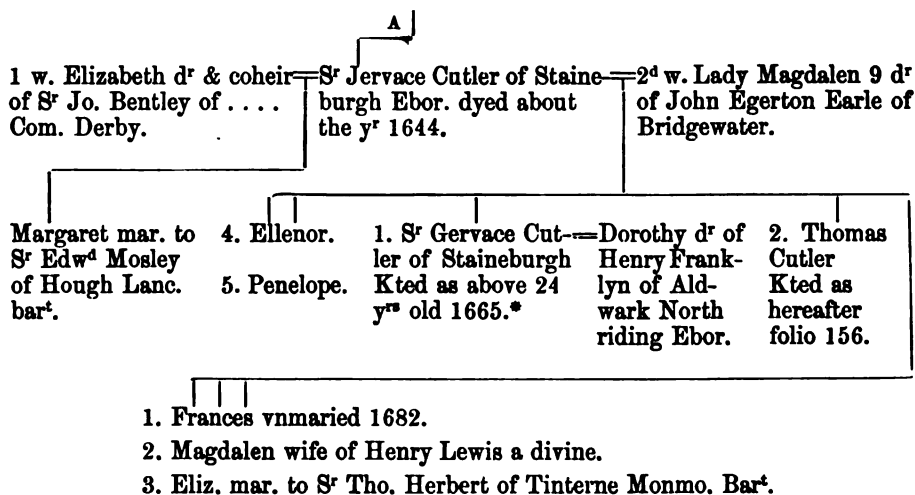 A
1 w. Elizabeth dʳ & coheir
of Sʳ Jo. Bentley of . . . .
Com. Derby.
Sʳ Jervace Cutler of Staine-
burgh Ebor. dyed about
the yʳ 1644.
2ᵈ w. Lady Magdalen 9 dʳ
of John Egerton Earle of
Bridgewater.
Margaret mar. to
Sʳ Edwᵈ Mosley
of Hough Lanc.
barᵗ.
4. Ellenor.
5. Penelope.
1. Sʳ Gervace Cut-
ler of Staineburgh
Kted as above 24
yʳˢ old 1665.*
Dorothy dʳ of
Henry Frank-
lyn of Ald-
wark North
riding Ebor.
2. Thomas
Cutler
Kted as
hereafter
folio 156.
1. Frances vnmaried 1682.
2. Magdalen wife of Henry Lewis a divine.
3. Eliz. mar. to Sʳ Tho. Herbert of Tinterne Monmo. Barᵗ.